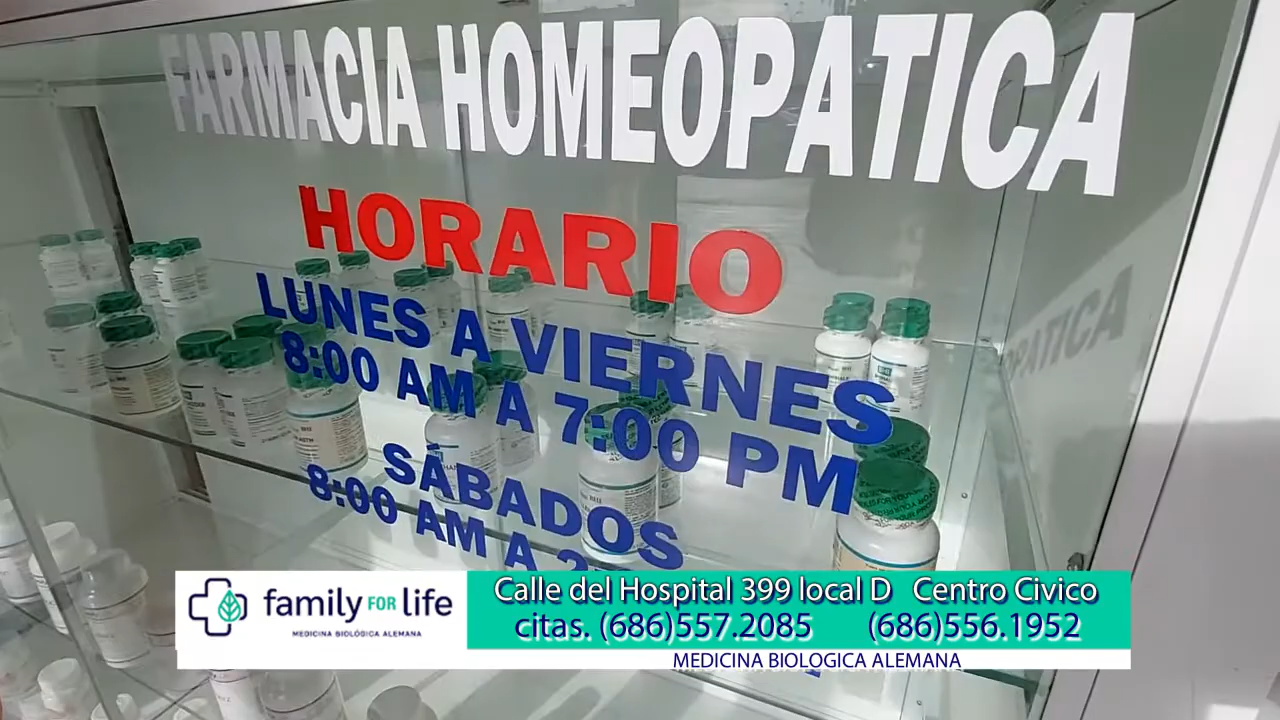 FARMACIA HOMEOPATICA
HORARIO
LUNES A VIERNES
8:00 AM A 7:00 PM
SÁBADOS
8:00 AM A 2
family FOR life
MEDICINA BIOLÓGICA ALEMANA
Calle del Hospital 399 local D Centro Civico
citas. (686)557.2085 (686)556.1952
MEDICINA BIOLOGICA ALEMANA